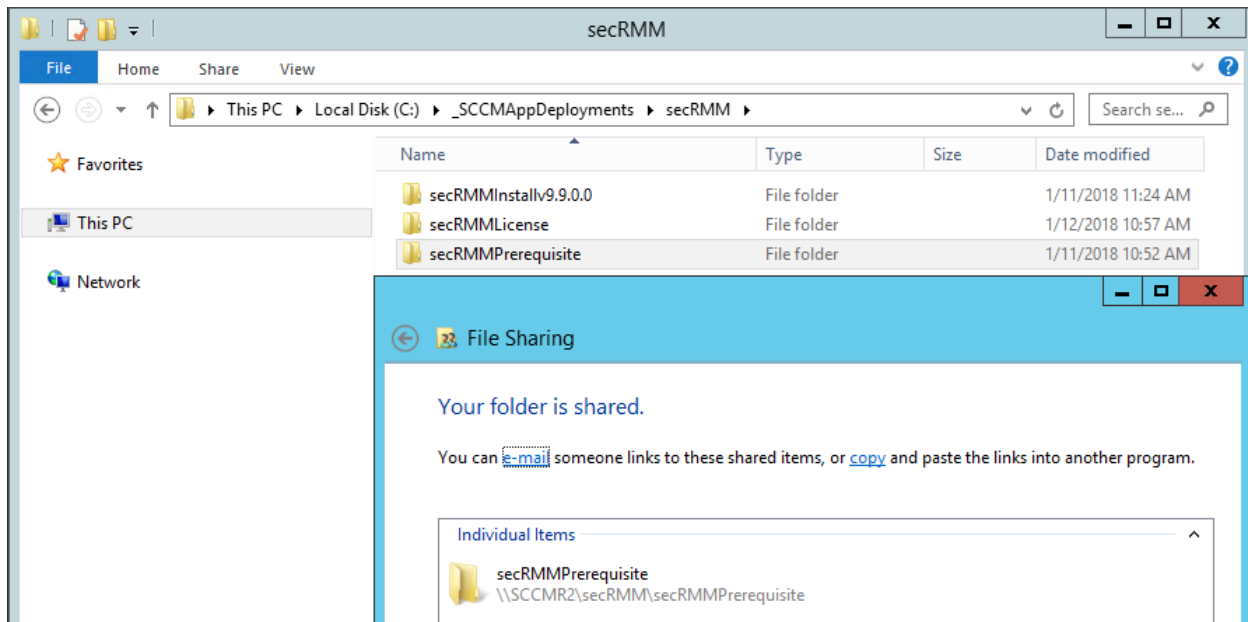 secRMM
File Home Share View
This PC Local Disk (C:) _SCCMAppDeployments secRMM Search se...
Favorites
This PC
Network
Name Type Size Date modified
secRMMInstallv9.9.0.0 File folder 1/11/2018 11:24 AM
secRMMLicense File folder 1/12/2018 10:57 AM
secRMMPrerequisite File folder 1/11/2018 10:52 AM
File Sharing
Your folder is shared.
You can e-mail someone links to these shared items, or copy and paste the links into another program.
Individual Items
secRMMPrerequisite
\\SCCMR2\secRMM\secRMMPrerequisite